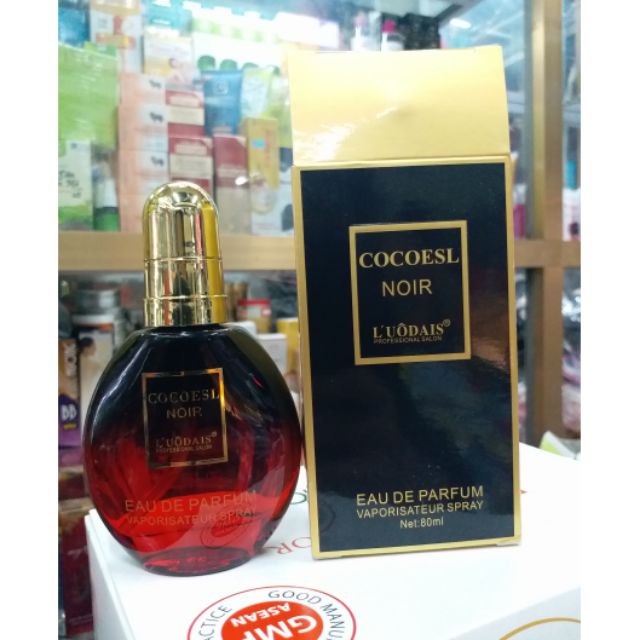 COCOESL
NOIR
L'UÔDAIS®
PROFESSIONAL SALON
EAU DE PARFUM
VAPORISATEUR SPRAY
Net:80ml
COCOESL
NOIR
L'UÔDAIS®
PROFESSIONAL SALON
EAU DE PARFUM
VAPORISATEUR SPRAY
BB
GOOD MANU
ASEAN
GMP